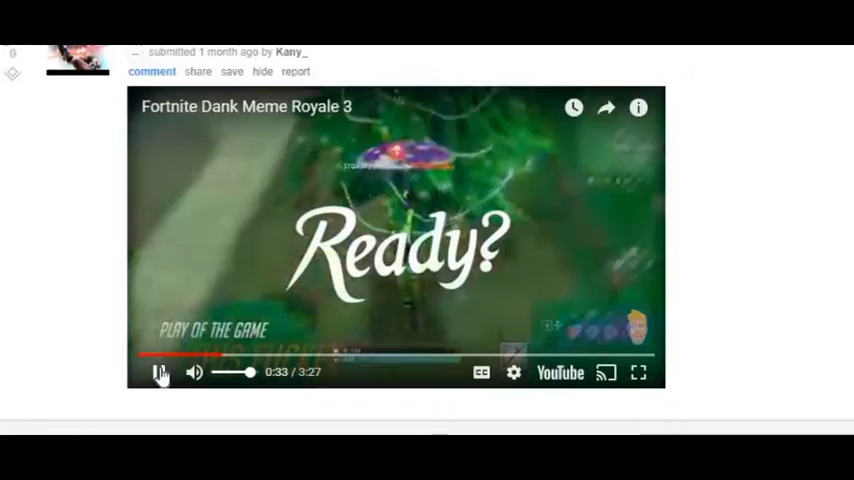 submitted 1 month ago by Kany_
comment share save hide report
Fortnite Dank Meme Royale 3
Ready?
PLAY OF THE GAME
0:33 / 3:27
CC
YouTube